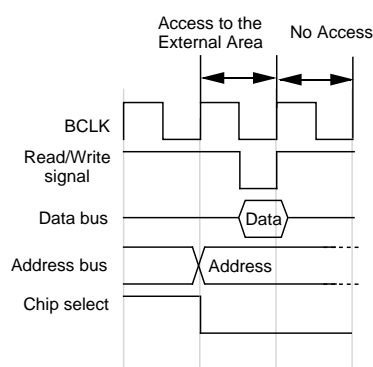 Access to the
External Area
No Access
BCLK
Read/Write
signal
Data bus
Data
Address bus
Address
Chip select